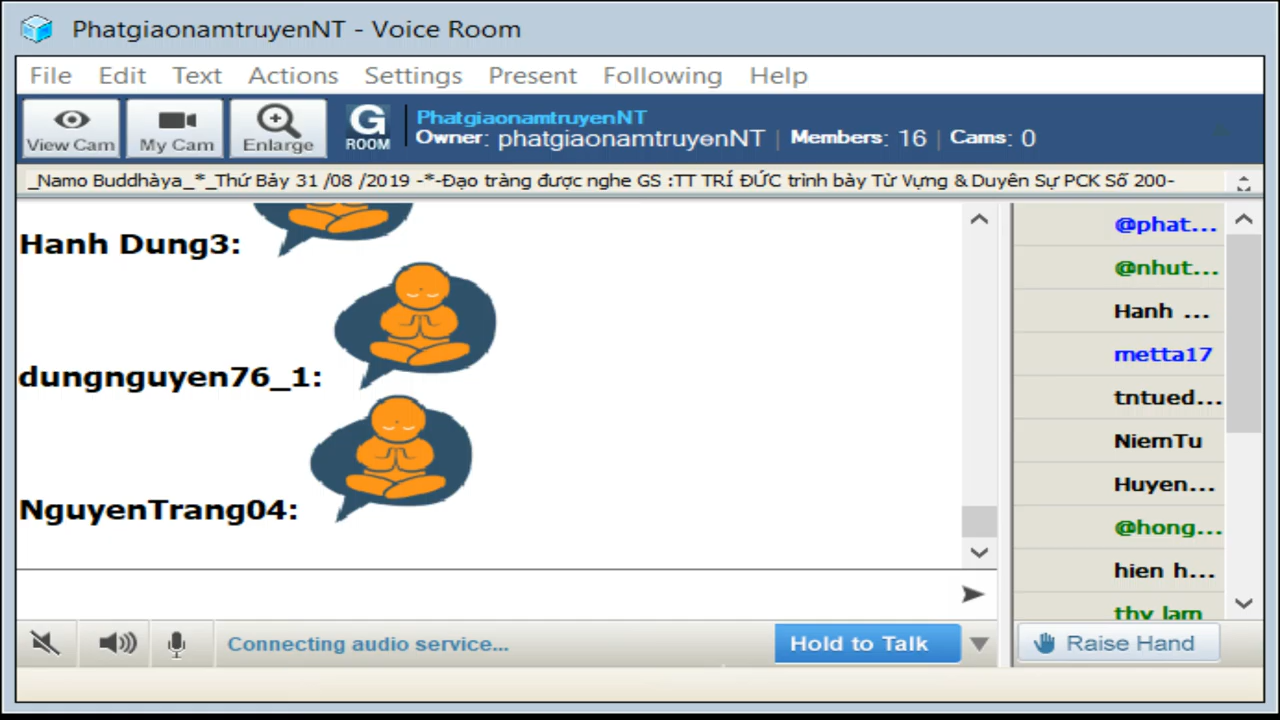 PhatgiaonamtruyenNT - Voice Room
File Edit Text Actions Settings Present Following Help
View Cam My Cam Enlarge G ROOM
PhatgiaonamtruyenNT
Owner: phatgiaonamtruyenNT | Members: 16 | Cams: 0
_Namo Buddhàya_*_Thứ Bảy 31 /08 /2019 -*-Đạo tràng được nghe GS :TT TRÍ ĐỨC trình bày Từ Vựng & Duyên Sự PCK Số 200-
Hanh Dung3:
dungnguyen76_1:
NguyenTrang04:
@phat...
@nhut...
Hanh ...
metta17
tntued...
NiemTu
Huyen...
@hong...
hien h...
thy lam
Connecting audio service...
Hold to Talk
Raise Hand